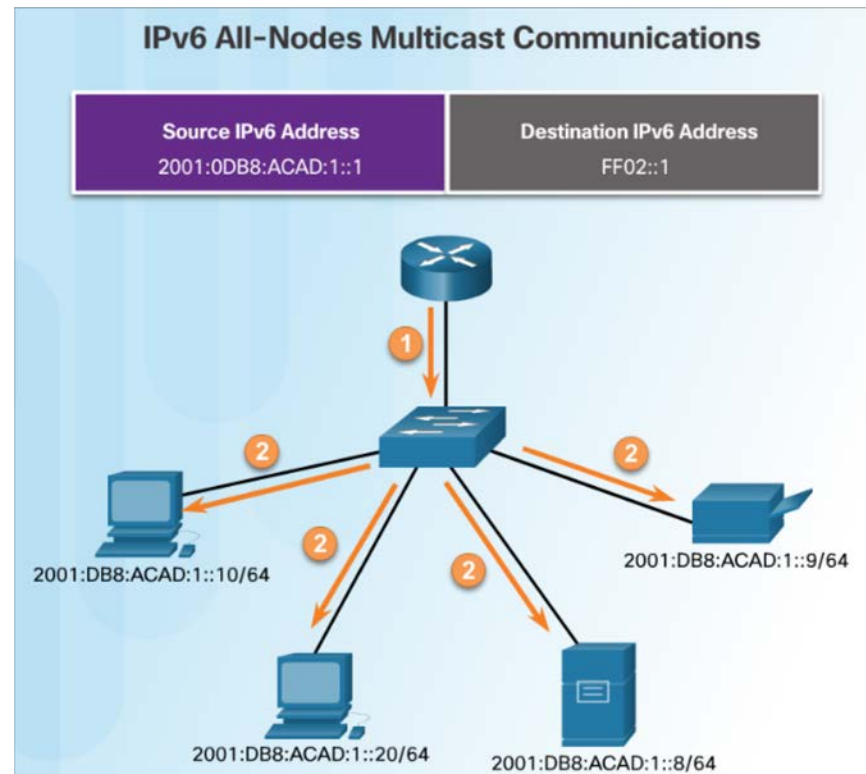 IPv6 All-Nodes Multicast Communications
Source IPv6 Address
2001:0DB8:ACAD:1::1
Destination IPv6 Address
FF02::1
1
2
2
2
2
2001:DB8:ACAD:1::10/64
2001:DB8:ACAD:1::9/64
2001:DB8:ACAD:1::20/64
2001:DB8:ACAD:1::8/64